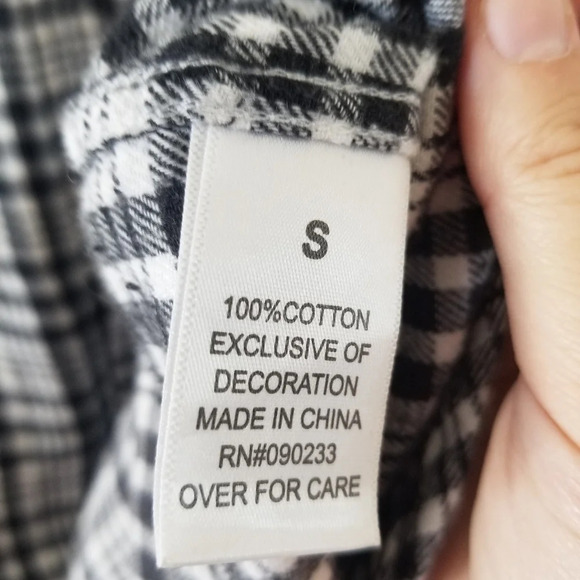 S
100%COTTON
EXCLUSIVE OF
DECORATION
MADE IN CHINA
RN#090233
OVER FOR CARE